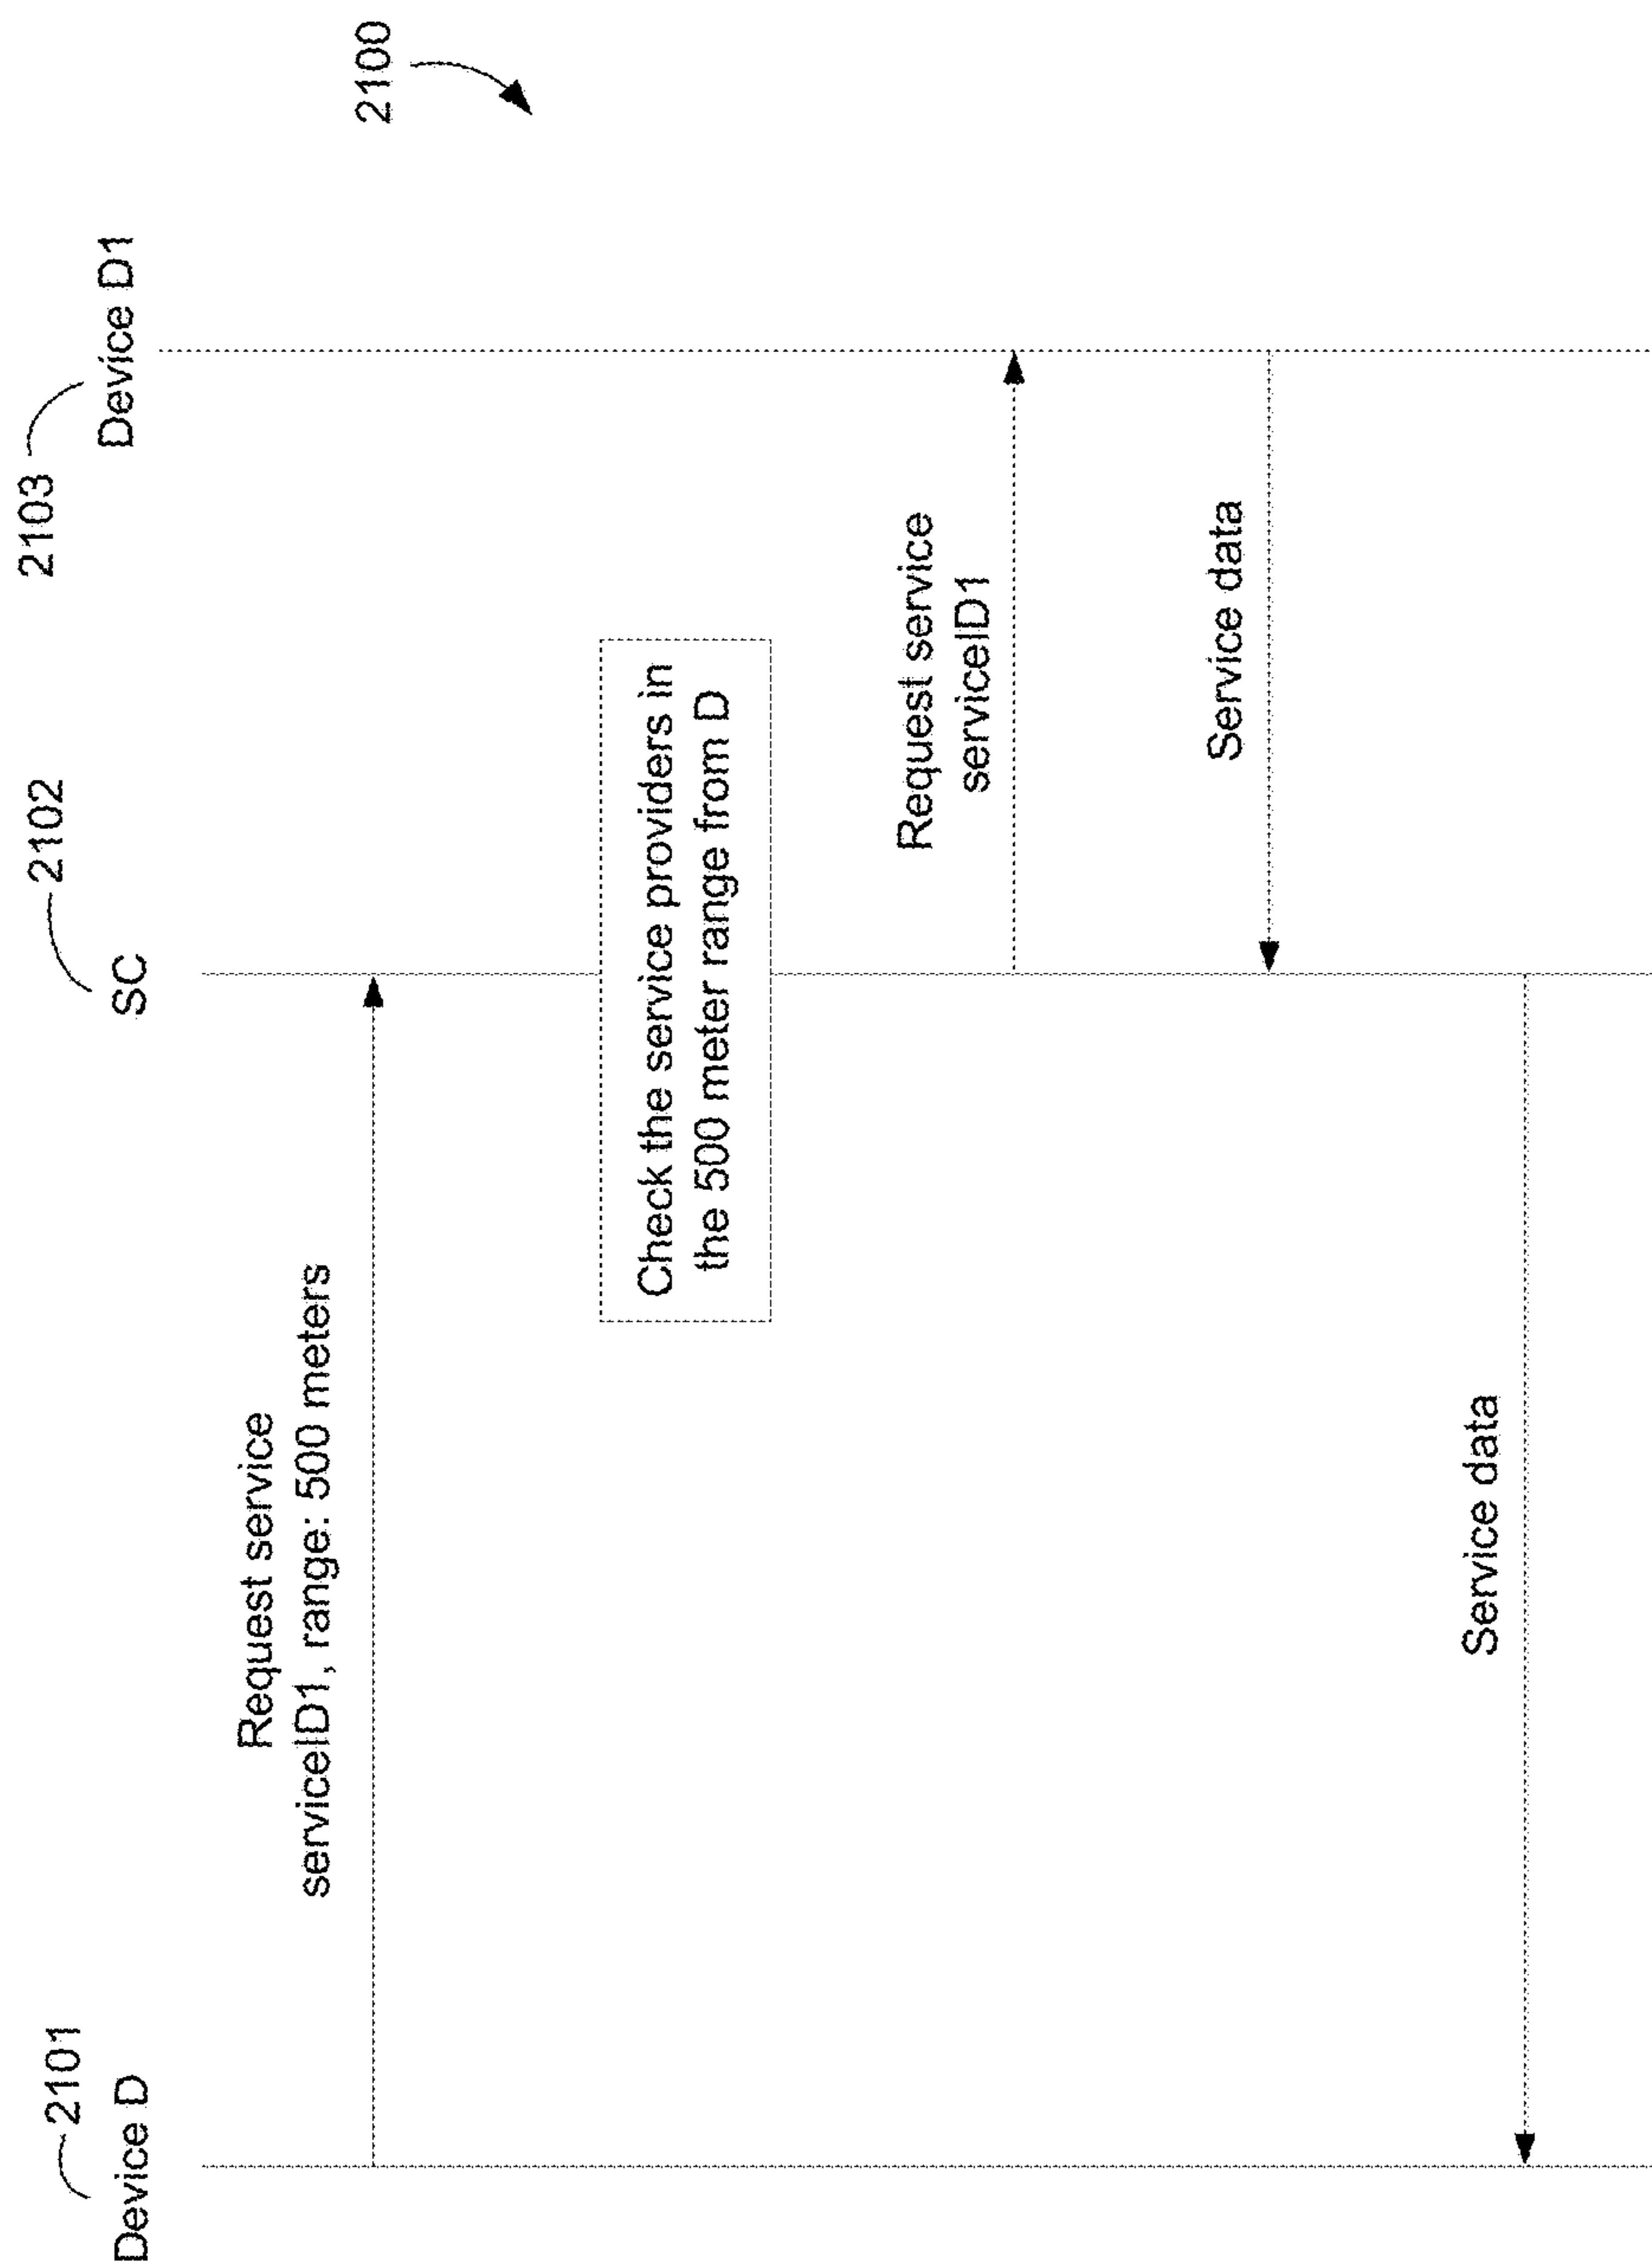 2101
Device D
2102
SC
2103
Device D1
2100
Request service
serviceID1, range: 500 meters
Check the service providers in
the 500 meter range from D
Request service
serviceID1
Service data
Service data